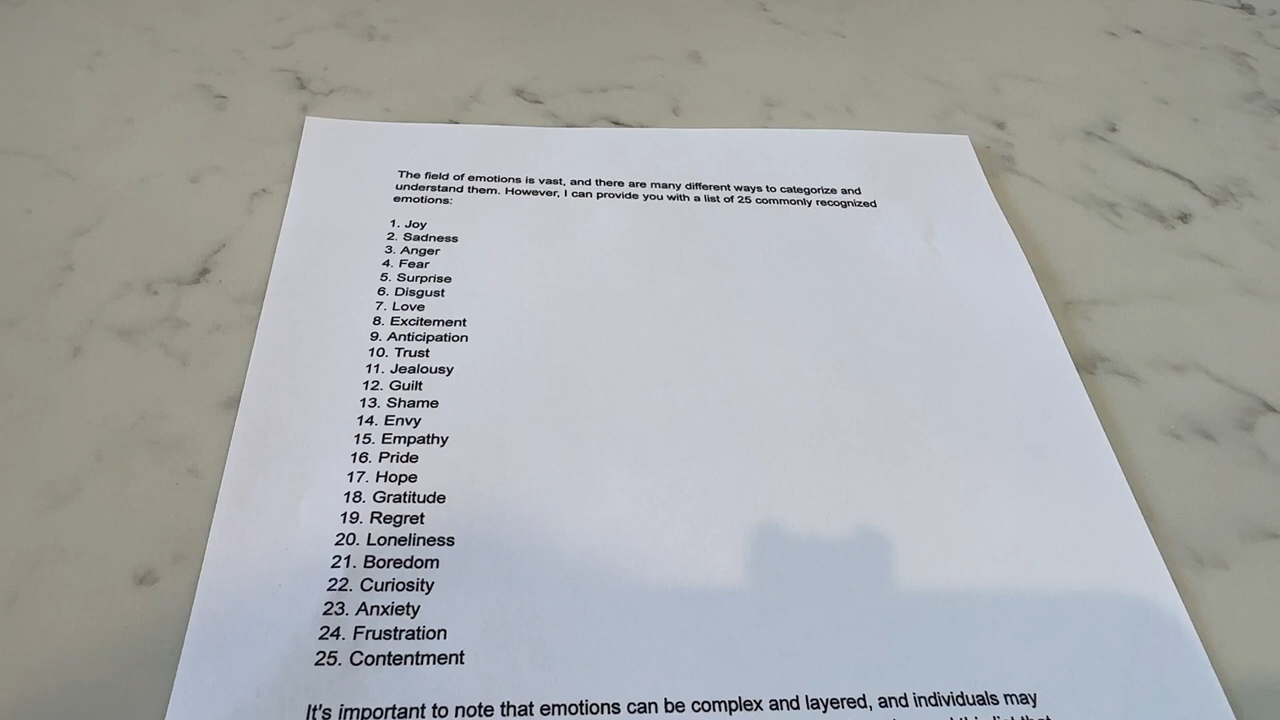 The field of emotions is vast, and there are many different ways to categorize and
understand them. However, I can provide you with a list of 25 commonly recognized
emotions:
1. Joy
2. Sadness
3. Anger
4. Fear
5. Surprise
6. Disgust
7. Love
8. Excitement
9. Anticipation
10. Trust
11. Jealousy
12. Guilt
13. Shame
14. Envy
15. Empathy
16. Pride
17. Hope
18. Gratitude
19. Regret
20. Loneliness
21. Boredom
22. Curiosity
23. Anxiety
24. Frustration
25. Contentment
It's important to note that emotions can be complex and layered, and individuals may
this list that